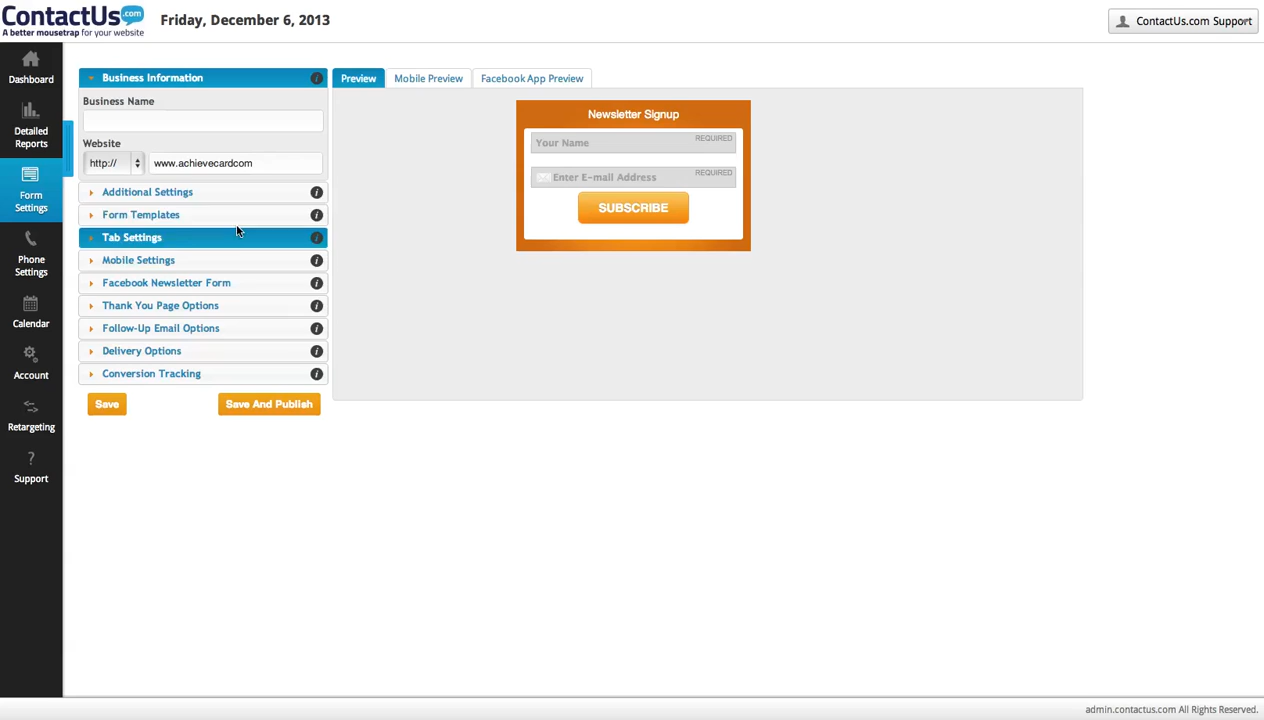 ContactUs.com
A better mousetrap for your website
Friday, December 6, 2013
ContactUs.com Support
Dashboard
Detailed
Reports
Form
Settings
Phone
Settings
Calendar
Account
Retargeting
Support
Business Information
Business Name
Website
http://
www.achievecardcom
Additional Settings
Form Templates
Tab Settings
Mobile Settings
Facebook Newsletter Form
Thank You Page Options
Follow-Up Email Options
Delivery Options
Conversion Tracking
Save
Save And Publish
Preview
Mobile Preview
Facebook App Preview
Newsletter Signup
Your Name
REQUIRED
Enter E-mail Address
REQUIRED
SUBSCRIBE
admin.contactus.com All Rights Reserved.